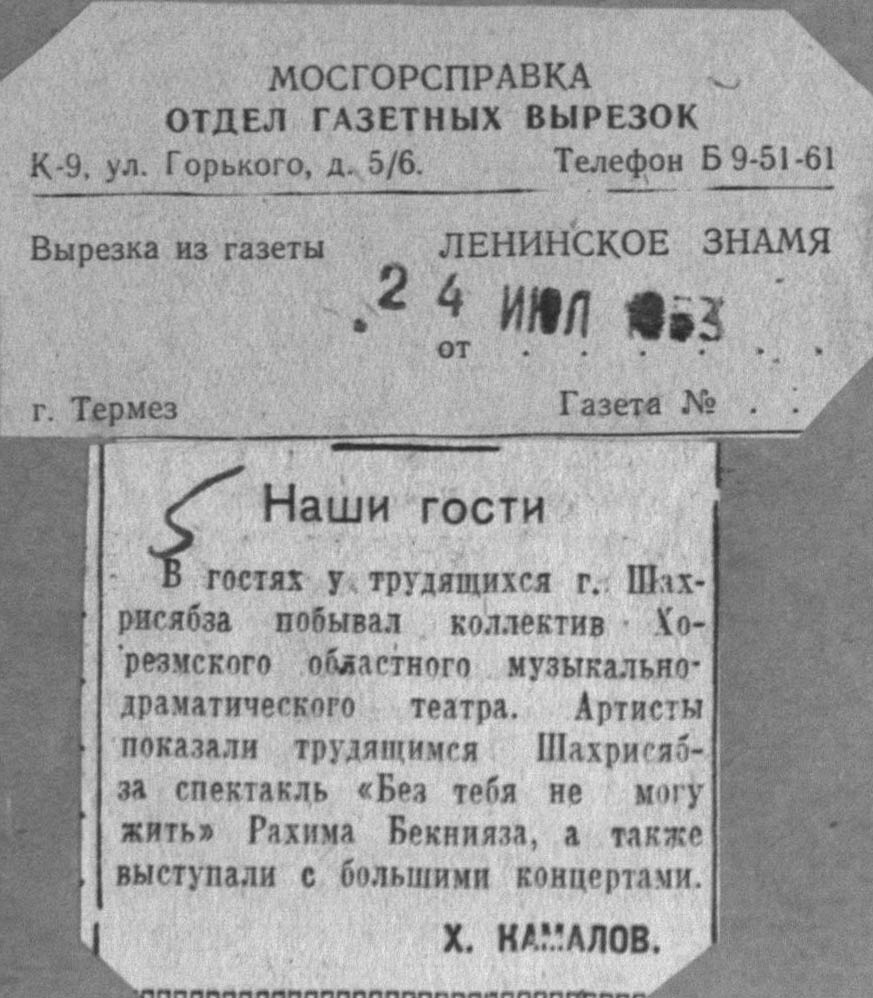 МОСГОРСПРАВКА
ОТДЕЛ ГАЗЕТНЫХ ВЫРЕЗОК
К-9, ул. Горького, д. 5/6. Телефон Б 9-51-61
Вырезка из газеты ЛЕНИНСКОЕ ЗНАМЯ
24 ИЮЛ
от . . . . . .
г. Термез Газета № . .
Наши гости
В гостях у трудящихся г. Шах-
рисябза побывал коллектив Хо-
резмского областного музыкально-
драматического театра. Артисты
показали трудящимся Шахрисяб-
за спектакль «Без тебя не могу
жить» Рахима Бекнияза, а также
выступали с большими концертами.
Х. КАМАЛОВ.